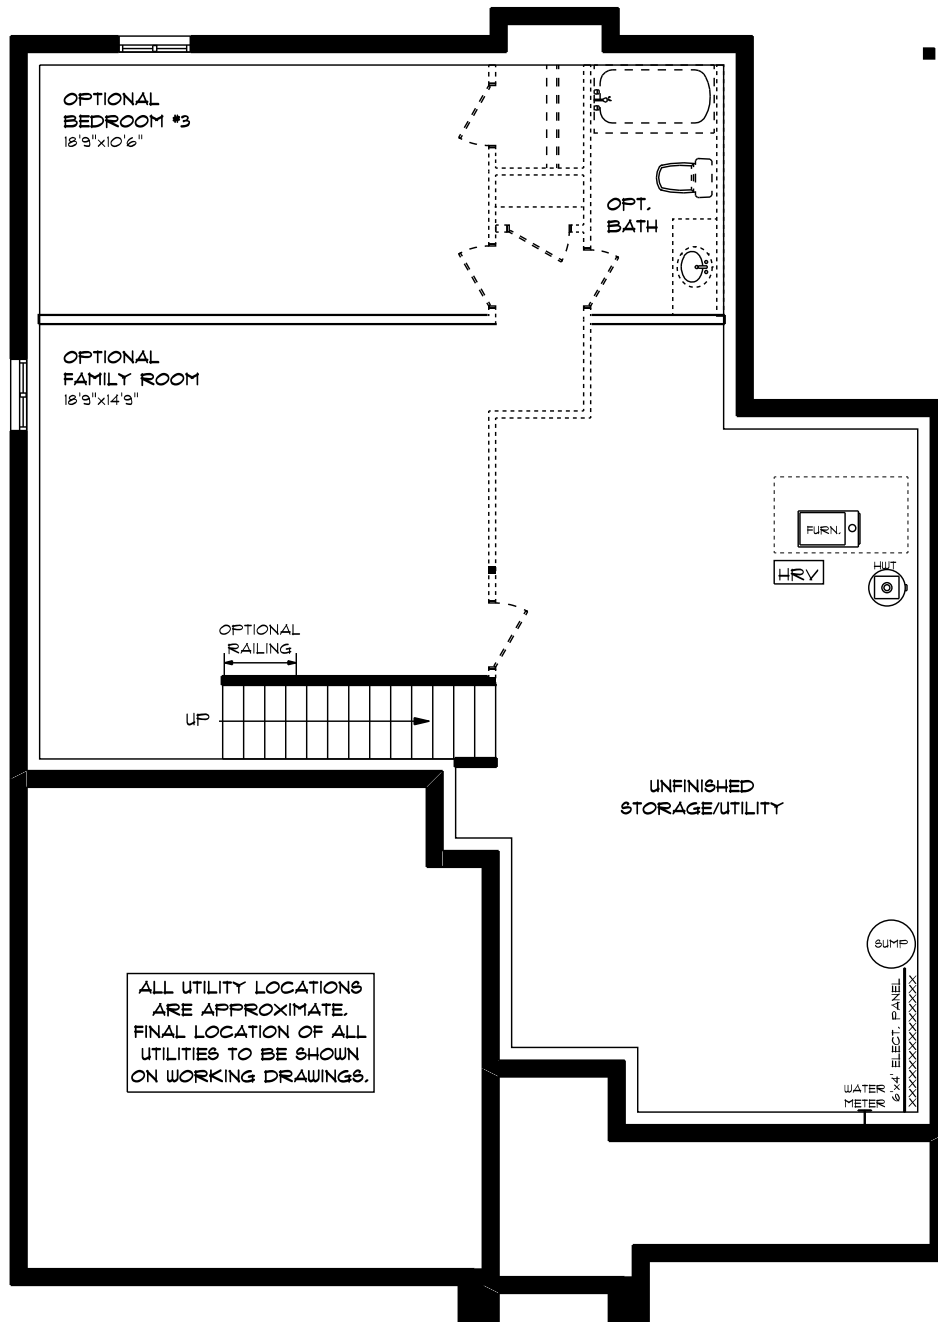 OPTIONAL
BEDROOM #3
18'9"x10'6"
OPT.
BATH
OPTIONAL
FAMILY ROOM
18'9"x14'9"
FURN.
HRV
HWT
OPTIONAL
RAILING
UP
UNFINISHED
STORAGE/UTILITY
SUMP
6'x4' ELECT. PANEL
WATER
METER
ALL UTILITY LOCATIONS
ARE APPROXIMATE.
FINAL LOCATION OF ALL
UTILITIES TO BE SHOWN
ON WORKING DRAWINGS.